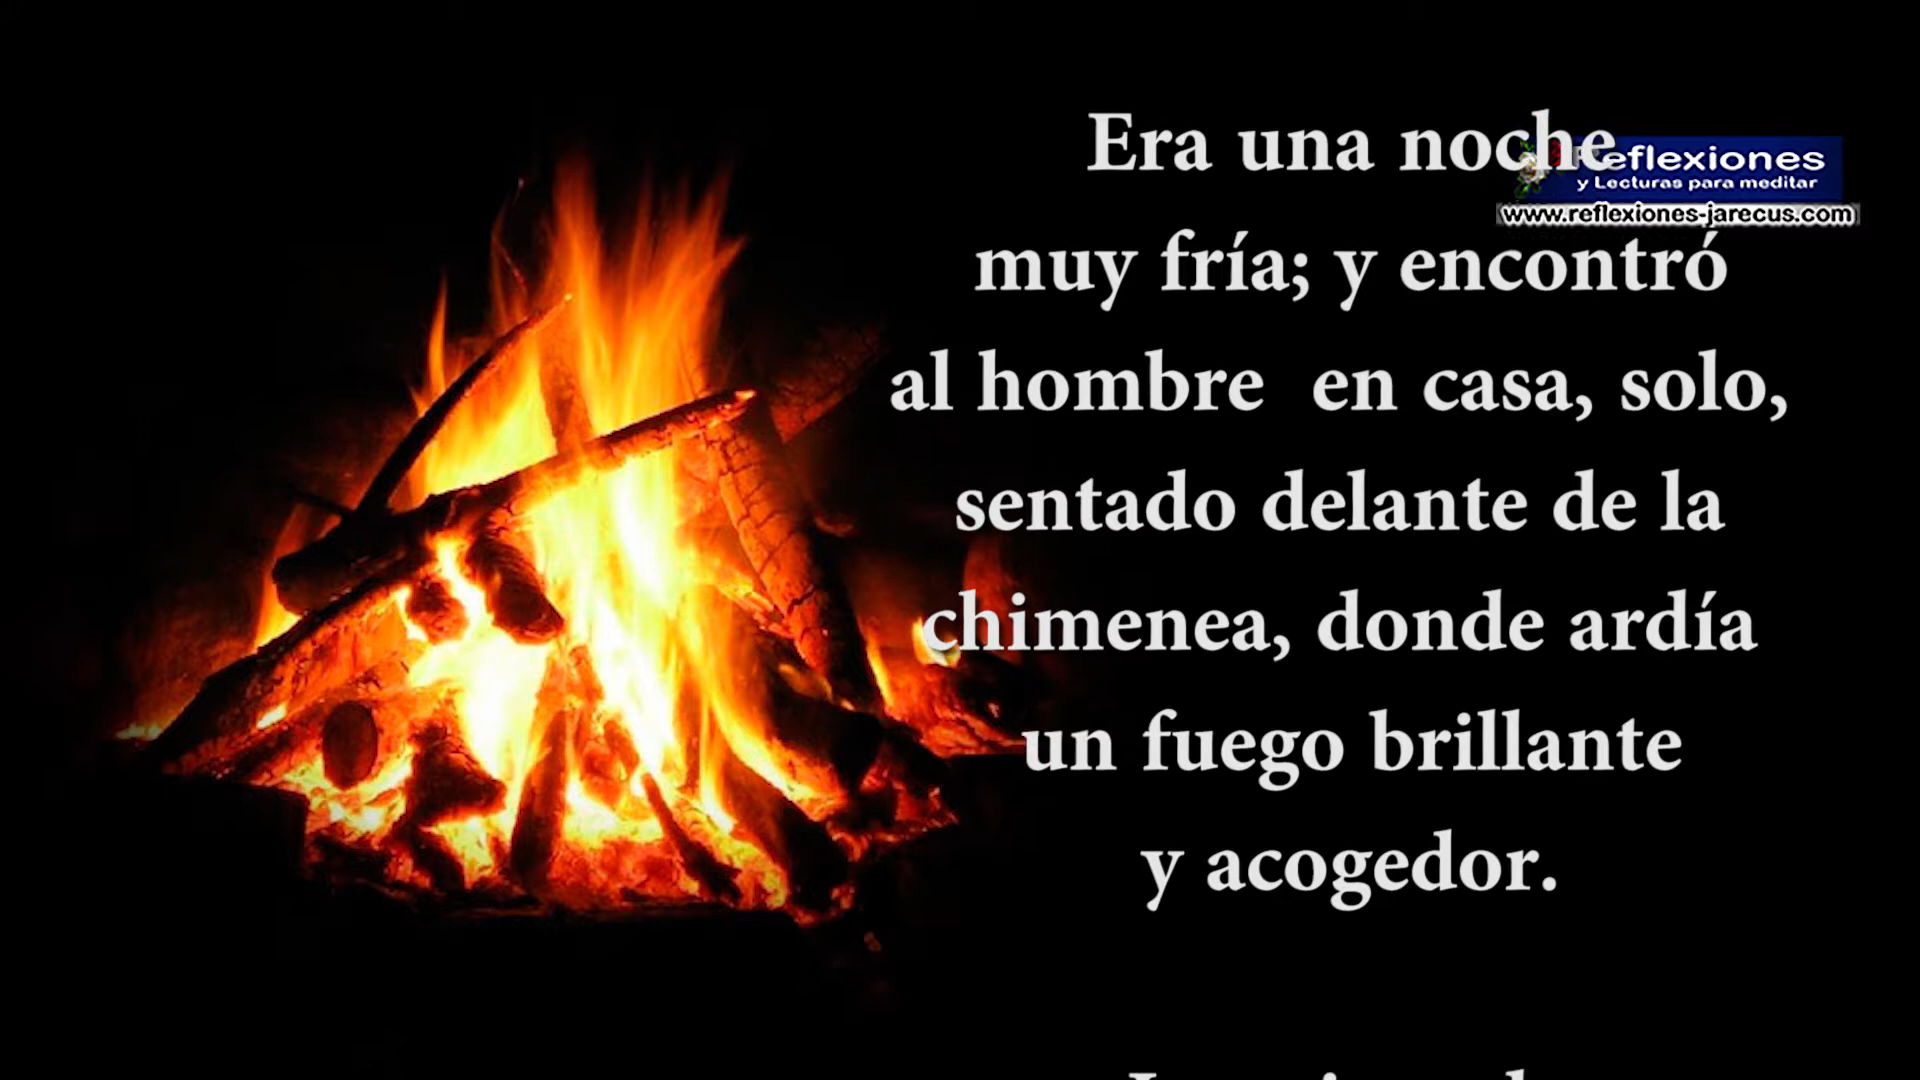 Era una noche
Reflexiones
y Lecturas para meditar
www.reflexiones-jarecus.com
muy fría; y encontró
al hombre en casa, solo,
sentado delante de la
chimenea, donde ardía
un fuego brillante
y acogedor.